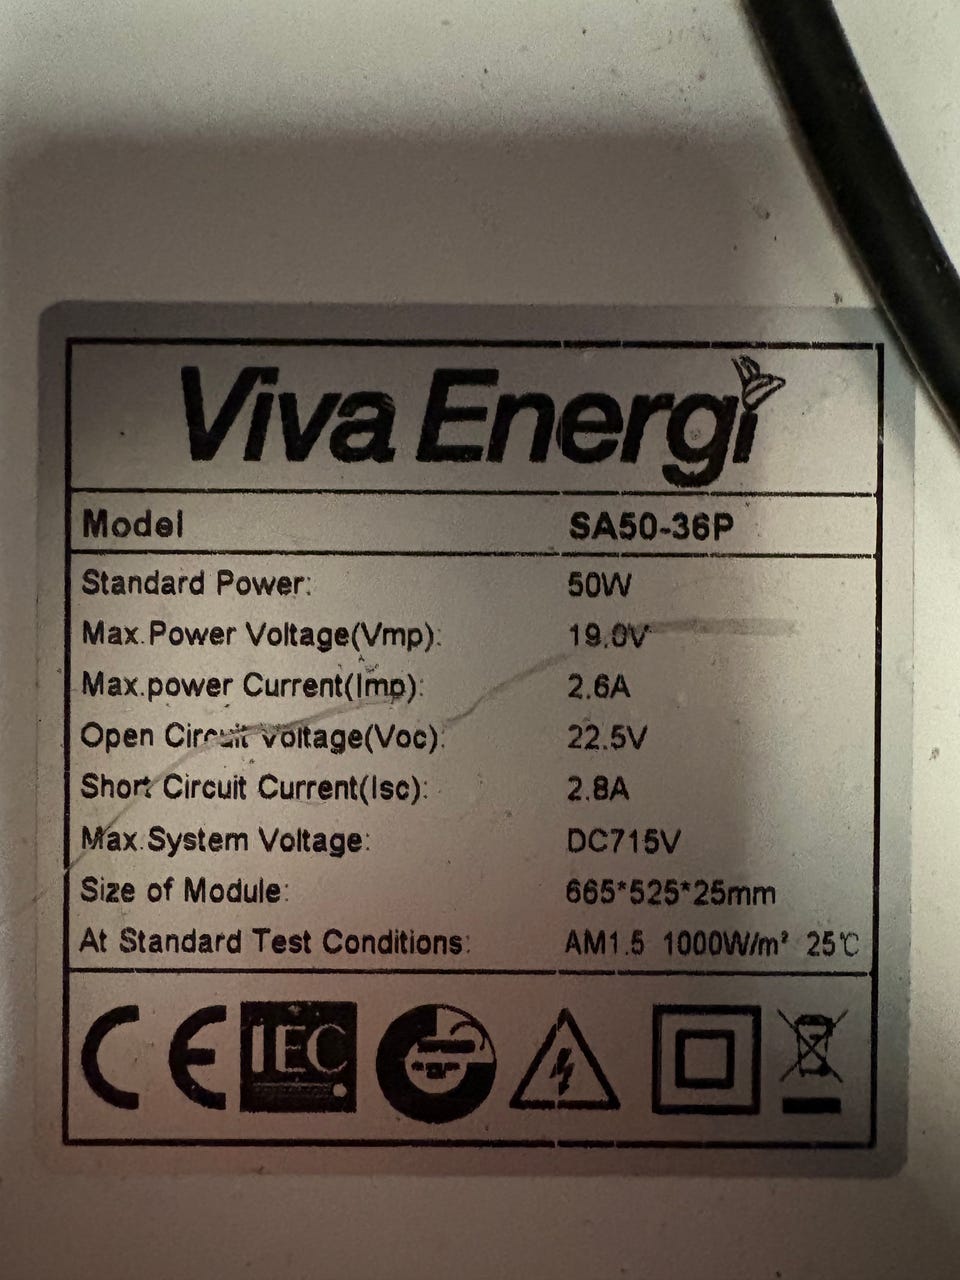 Viva Energi
Model SA50-36P
Standard Power: 50W
Max.Power Voltage(Vmp): 19.0V
Max.power Current(Imp): 2.6A
Open Circuit Voltage(Voc): 22.5V
Short Circuit Current(Isc): 2.8A
Max.System Voltage: DC715V
Size of Module: 665*525*25mm
At Standard Test Conditions: AM1.5 1000W/m² 25℃
CE IEC